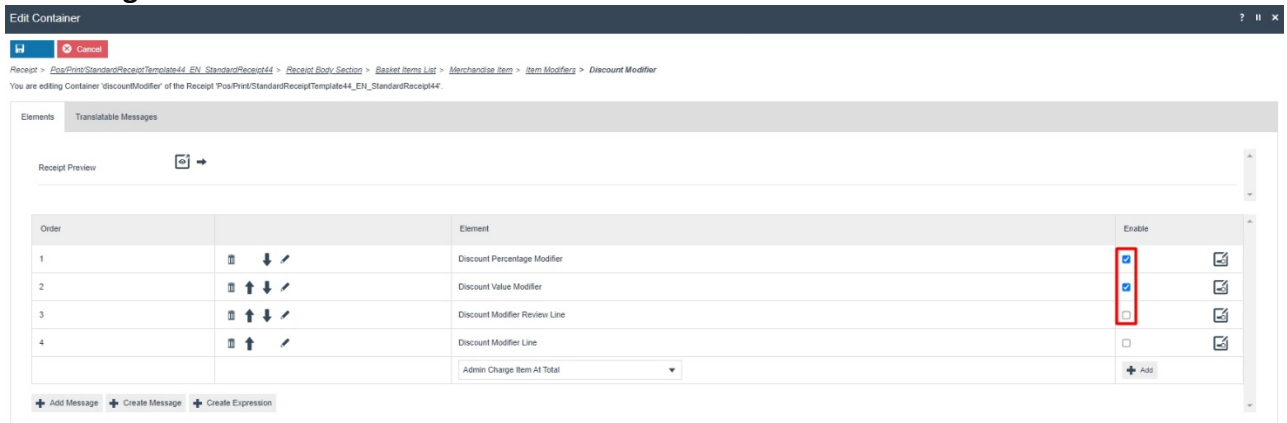 Edit Container
? II ×
Cancel
Receipt > Pos/Print/StandardReceiptTemplate44_EN_StandardReceipt44 > Receipt Body Section > Basket Items List > Merchandise Item > Item Modifiers > Discount Modifier
You are editing Container 'discountModifier' of the Receipt 'Pos/Print/StandardReceiptTemplate44_EN_StandardReceipt44'.
Elements Translatable Messages
Receipt Preview
Order Element Enable
1 Discount Percentage Modifier
2 Discount Value Modifier
3 Discount Modifier Review Line
4 Discount Modifier Line
Admin Charge Item At Total Add
Add Message Create Message Create Expression